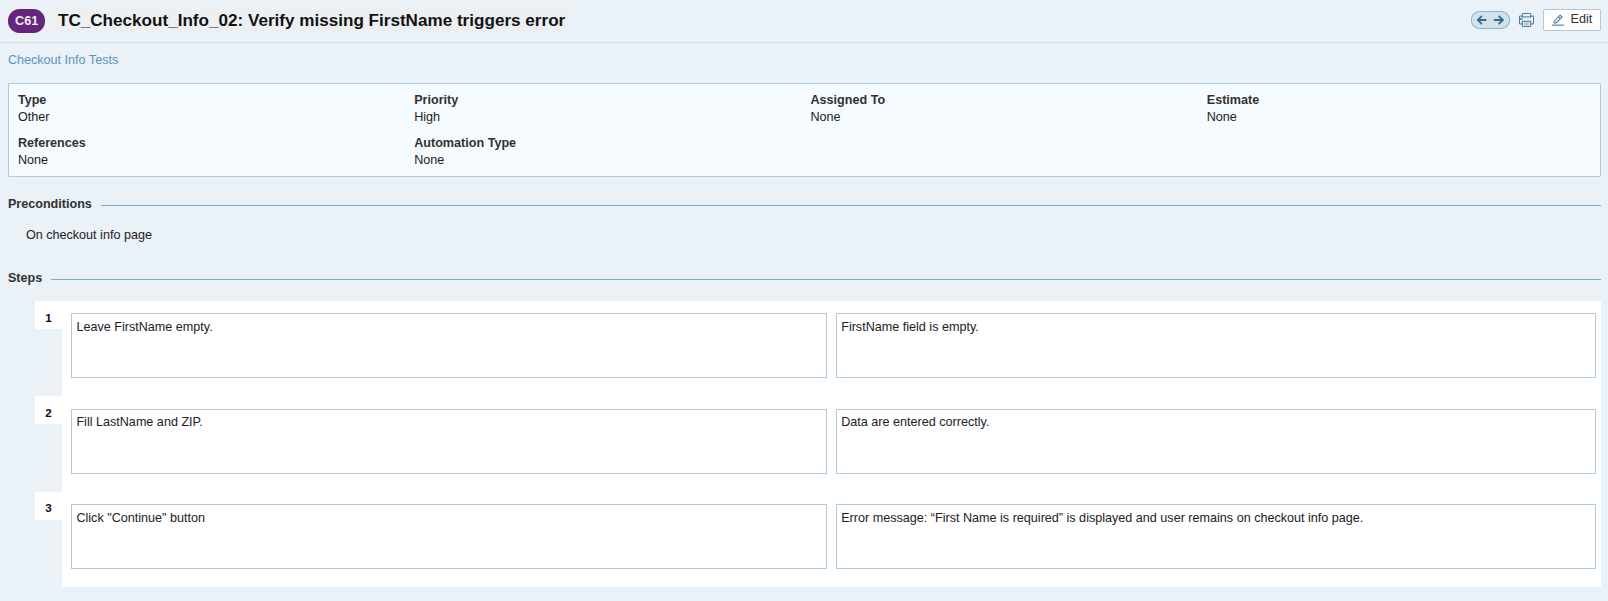 C61 TC_Checkout_Info_02: Verify missing FirstName triggers error
Edit
Checkout Info Tests
Type Priority Assigned To Estimate
Other High None None
References Automation Type
None None
Preconditions
On checkout info page
Steps
1 Leave FirstName empty. FirstName field is empty.
2 Fill LastName and ZIP. Data are entered correctly.
3 Click "Continue" button Error message: “First Name is required” is displayed and user remains on checkout info page.